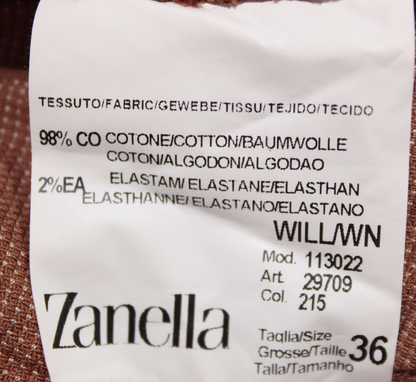 TESSUTO/FABRIC/GEWEBE/TISSU/TEJIDO/TECIDO
98% CO COTONE/COTTON/BAUMWOLLE
COTON/ALGODON/ALGODAO
2%EA ELASTAM/ ELASTANE/ELASTHAN
ELASTHANNE/ ELASTANO/ELASTANO
WILL/WN
Mod. 113022
Art. 29709
Col. 215
Zanella
Taglia/Size
Grosse/Taille 36
Talla/Tamanho